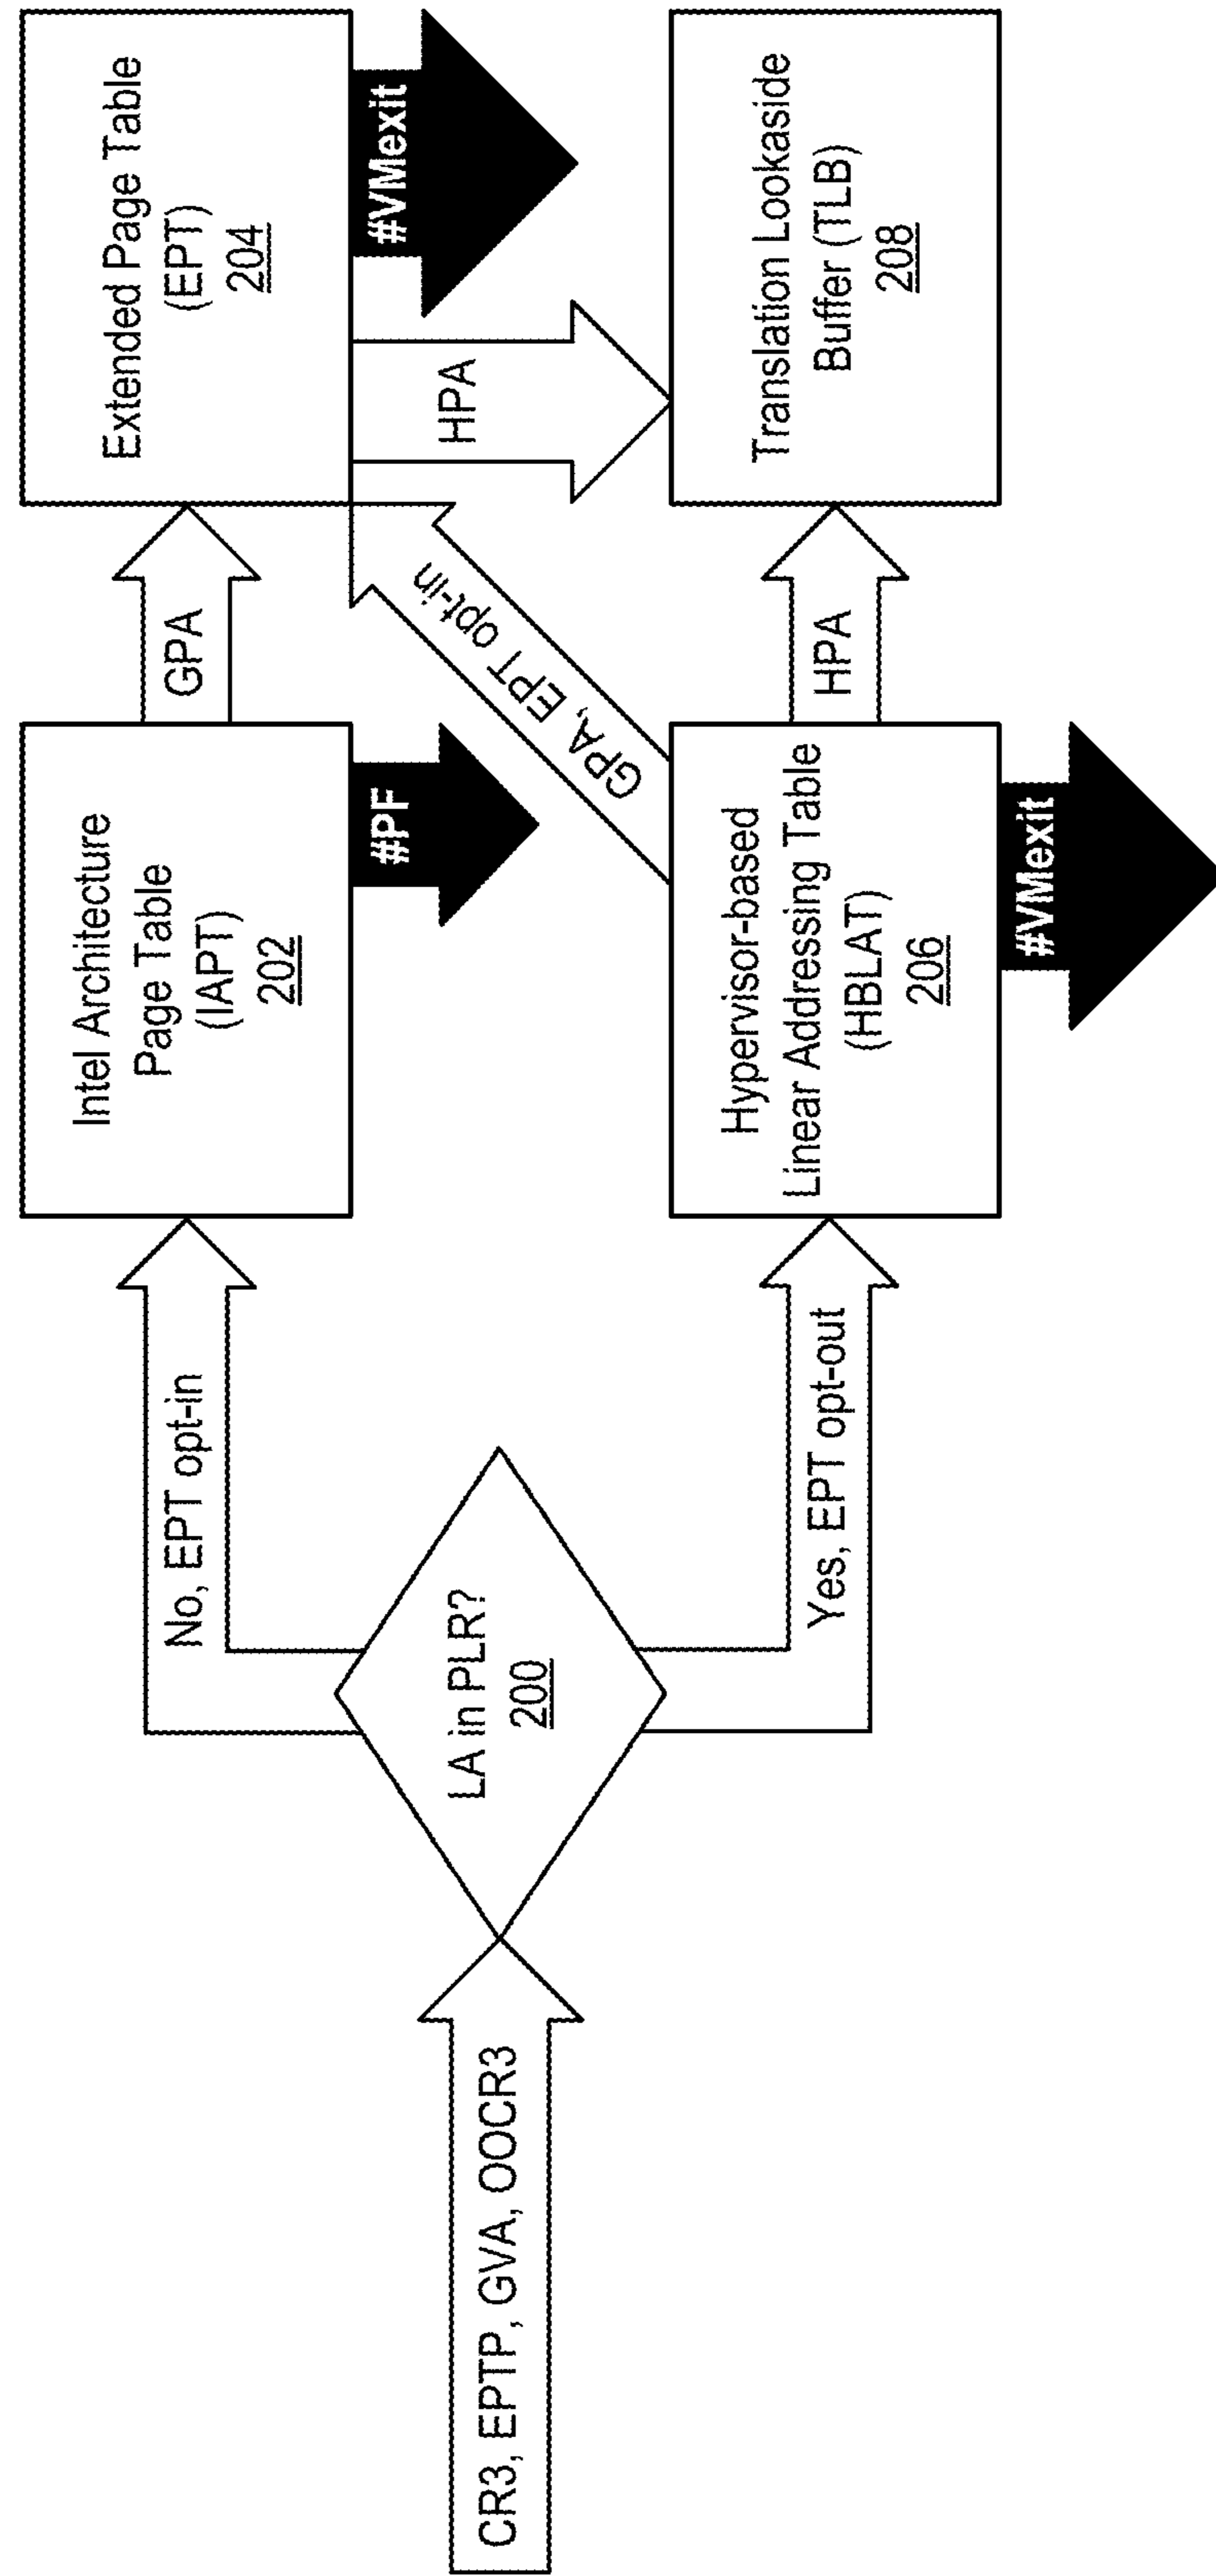 CR3, EPTP, GVA, OOCR3
LA in PLR?
200
No, EPT opt-in
Yes, EPT opt-out
Intel Architecture
Page Table
(IAPT)
202
#PF
GPA
Extended Page Table
(EPT)
204
#VMexit
HPA
GPA, EPT opt-in
Hypervisor-based
Linear Addressing Table
(HBLAT)
206
#VMexit
HPA
Translation Lookaside
Buffer (TLB)
208